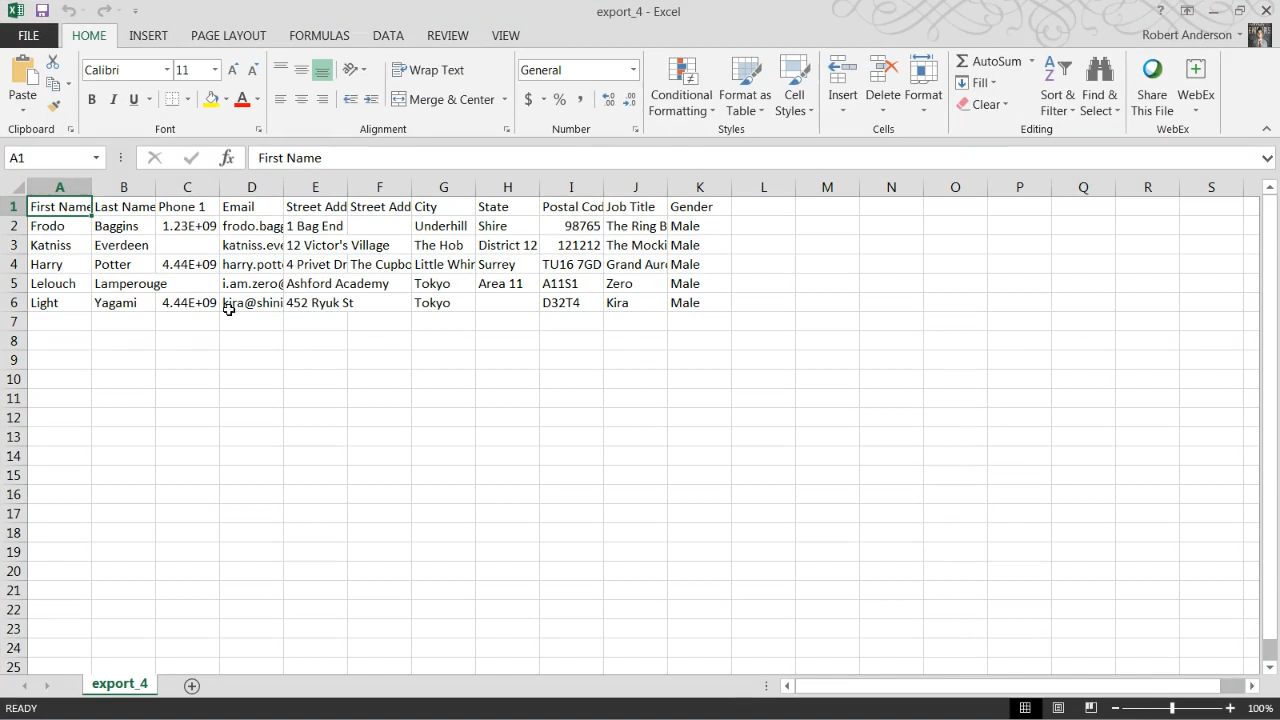 export_4 - Excel
FILE HOME INSERT PAGE LAYOUT FORMULAS DATA REVIEW VIEW Robert Anderson
Paste
Calibri 11
B I U A
Wrap Text
Merge & Center
General
$ % ,
Conditional Formatting
Format as Table
Cell Styles
Insert
Delete
Format
AutoSum
Fill
Clear
Sort & Filter
Find & Select
Share This File
WebEx
Clipboard Font Alignment Number Styles Cells Editing WebEx
A1 fx First Name
A B C D E F G H I J K L M N O P Q R S
1 First Name Last Name Phone 1 Email Street Add Street Add City State Postal Cod Job Title Gender
2 Frodo Baggins 1.23E+09 frodo.bagg 1 Bag End Underhill Shire 98765 The Ring B Male
3 Katniss Everdeen katniss.eve 12 Victor's Village The Hob District 12 121212 The Mocki Male
4 Harry Potter 4.44E+09 harry.pott 4 Privet Dr The Cupbo Little Whin Surrey TU16 7GD Grand Auro Male
5 Lelouch Lamperouge i.am.zero@ Ashford Academy Tokyo Area 11 A11S1 Zero Male
6 Light Yagami 4.44E+09 kira@shini 452 Ryuk St Tokyo D32T4 Kira Male
7
8
9
10
11
12
13
14
15
16
17
18
19
20
21
22
23
24
25
export_4
READY 100%